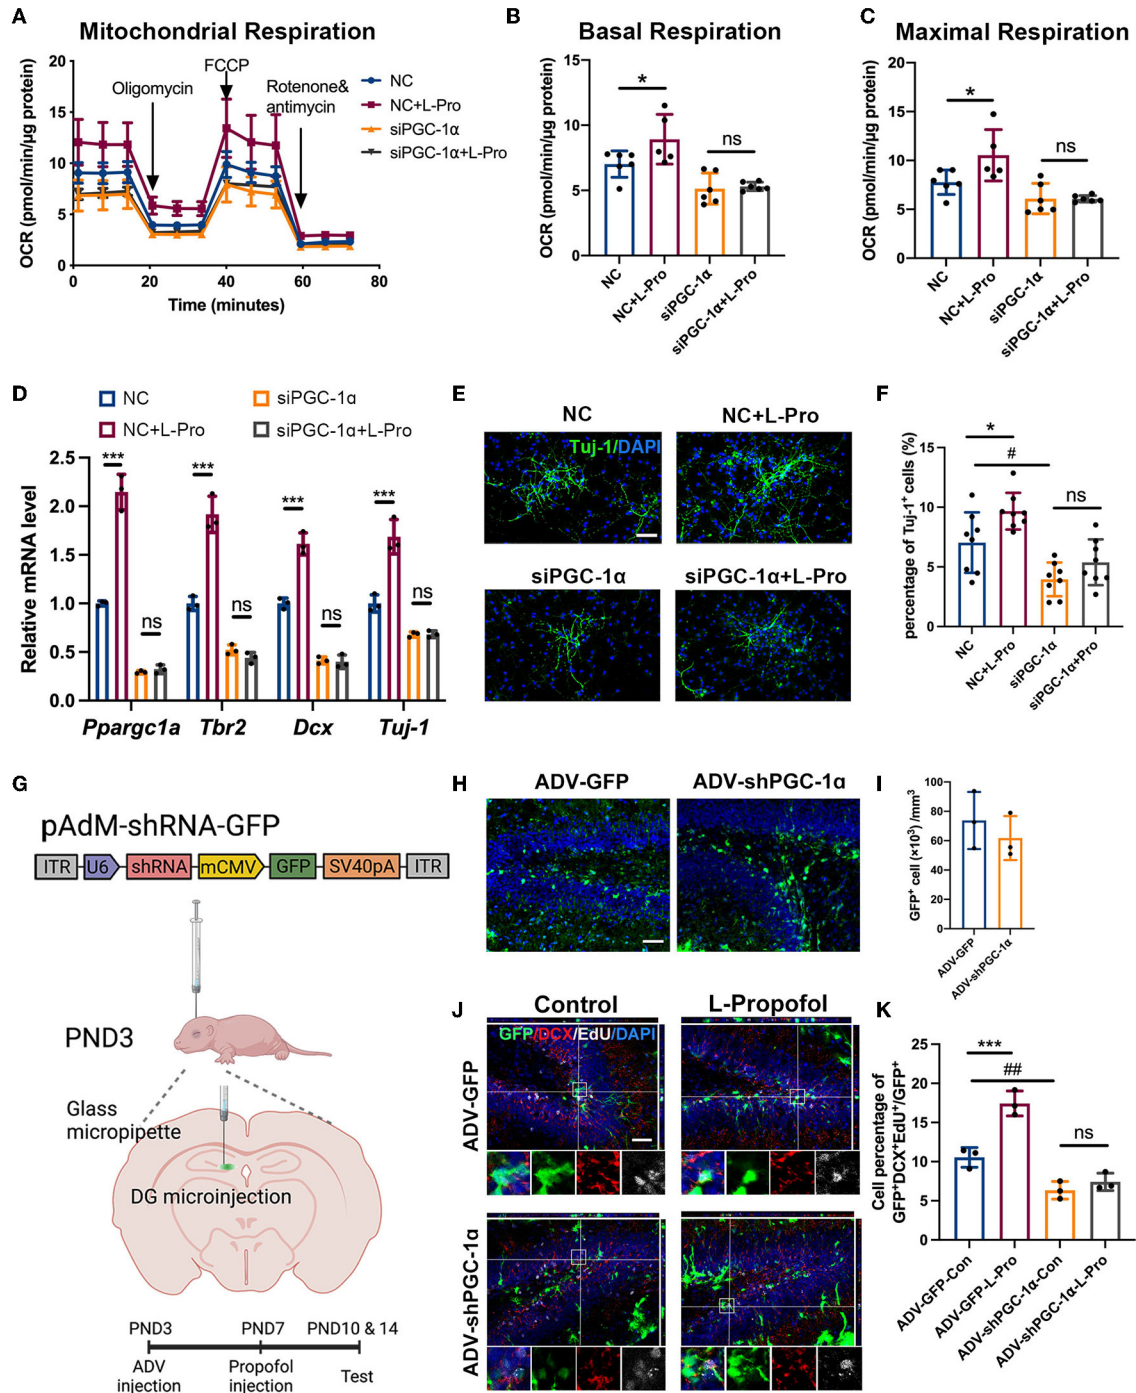 A
Mitochondrial Respiration
OCR (pmol/min/μg protein)
20
15
10
5
0
0
20
40
60
80
Time (minutes)
Oligomycin
FCCP
Rotenone&
antimycin
NC
NC+L-Pro
siPGC-1α
siPGC-1α+L-Pro
B
Basal Respiration
OCR (pmol/min/μg protein)
15
10
5
0
*
ns
NC
NC+L-Pro
siPGC-1α
siPGC-1α+L-Pro
C
Maximal Respiration
OCR (pmol/min/μg protein)
20
15
10
5
0
*
ns
NC
NC+L-Pro
siPGC-1α
siPGC-1α+L-Pro
D
NC
NC+L-Pro
siPGC-1α
siPGC-1α+L-Pro
Relative mRNA level
2.5
2.0
1.5
1.0
0.5
0.0
***
ns
***
ns
***
ns
***
ns
Ppargc1a
Tbr2
Dcx
Tuj-1
E
NC
NC+L-Pro
Tuj-1/DAPI
siPGC-1α
siPGC-1α+L-Pro
F
percentage of Tuj-1+ cells (%)
15
10
5
0
*
#
ns
NC
NC+L-Pro
siPGC-1α
siPGC-1α+Pro
G
pAdM-shRNA-GFP
ITR
U6
shRNA
mCMV
GFP
SV40pA
ITR
PND3
Glass
micropipette
DG microinjection
PND3
PND7
PND10 & 14
ADV
injection
Propofol
injection
Test
H
ADV-GFP
ADV-shPGC-1α
I
GFP+ cell (×10³) /mm³
100
80
60
40
20
0
ADV-GFP
ADV-shPGC-1α
J
Control
L-Propofol
GFP/DCX/EdU/DAPI
ADV-GFP
ADV-shPGC-1α
K
Cell percentage of
GFP+DCX+EdU+/GFP+
25
20
15
10
5
0
***
##
ns
ADV-GFP-Con
ADV-GFP-L-Pro
ADV-shPGC-1α-Con
ADV-shPGC-1α-L-Pro